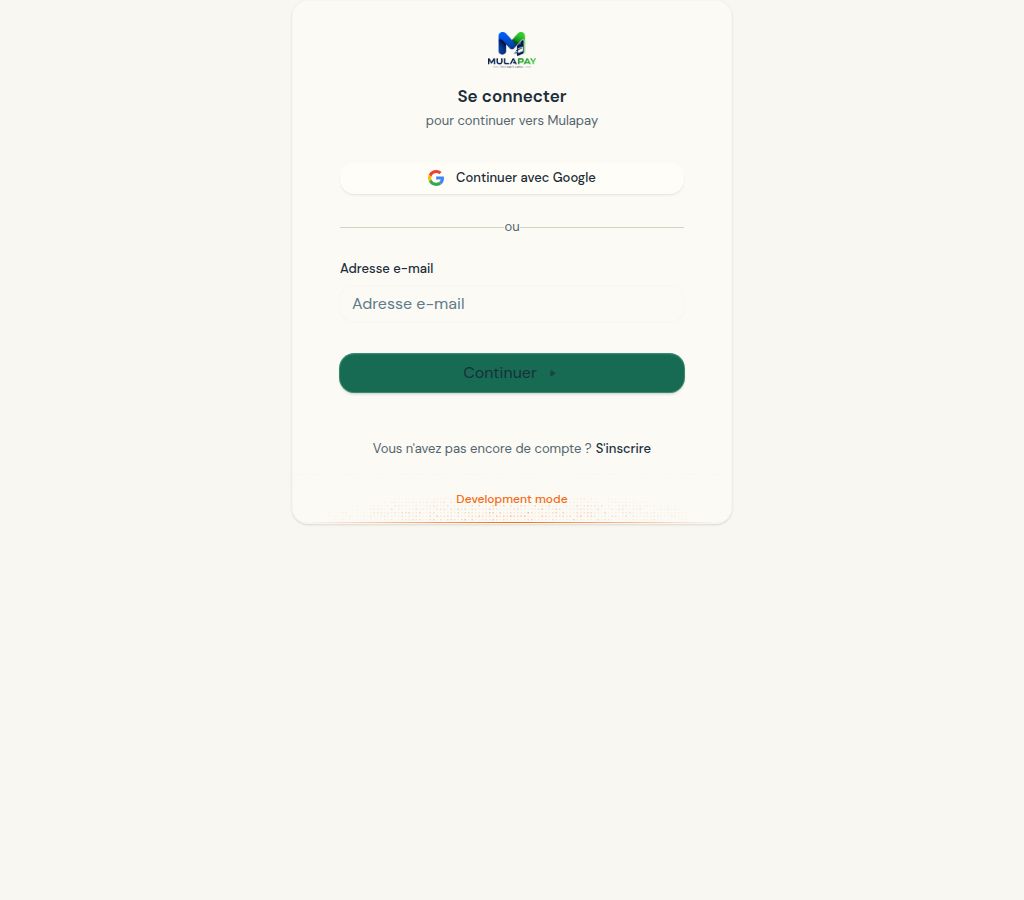 MULAPAY
Se connecter
pour continuer vers Mulapay
Continuer avec Google
ou
Adresse e-mail
Adresse e-mail
Continuer
Vous n'avez pas encore de compte ? S'inscrire
Development mode